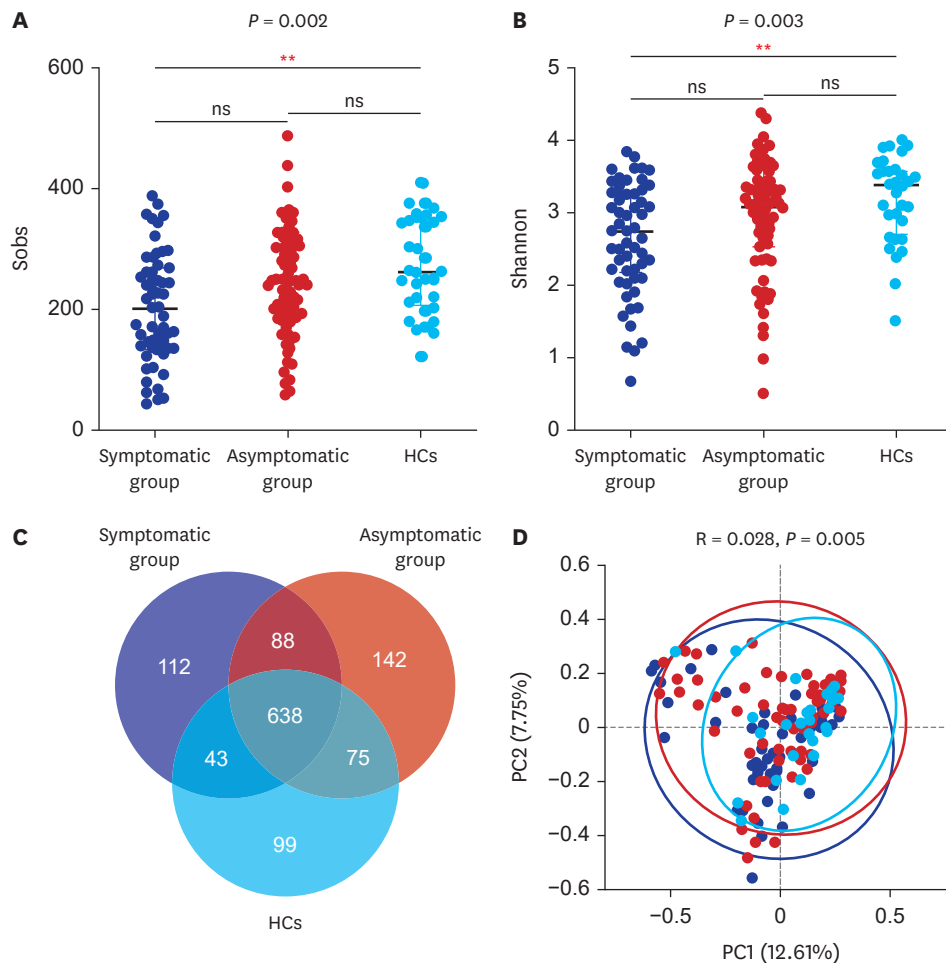 A
P = 0.002
Sobs
600
400
200
0
**
ns
ns
Symptomatic
group
Asymptomatic
group
HCs
B
P = 0.003
Shannon
5
4
3
2
1
0
**
ns
ns
Symptomatic
group
Asymptomatic
group
HCs
C
Symptomatic
group
Asymptomatic
group
112
88
142
638
43
75
99
HCs
D
R = 0.028, P = 0.005
PC2 (7.75%)
0.6
0.4
0.2
0
−0.2
−0.4
−0.6
−0.5
0
0.5
PC1 (12.61%)